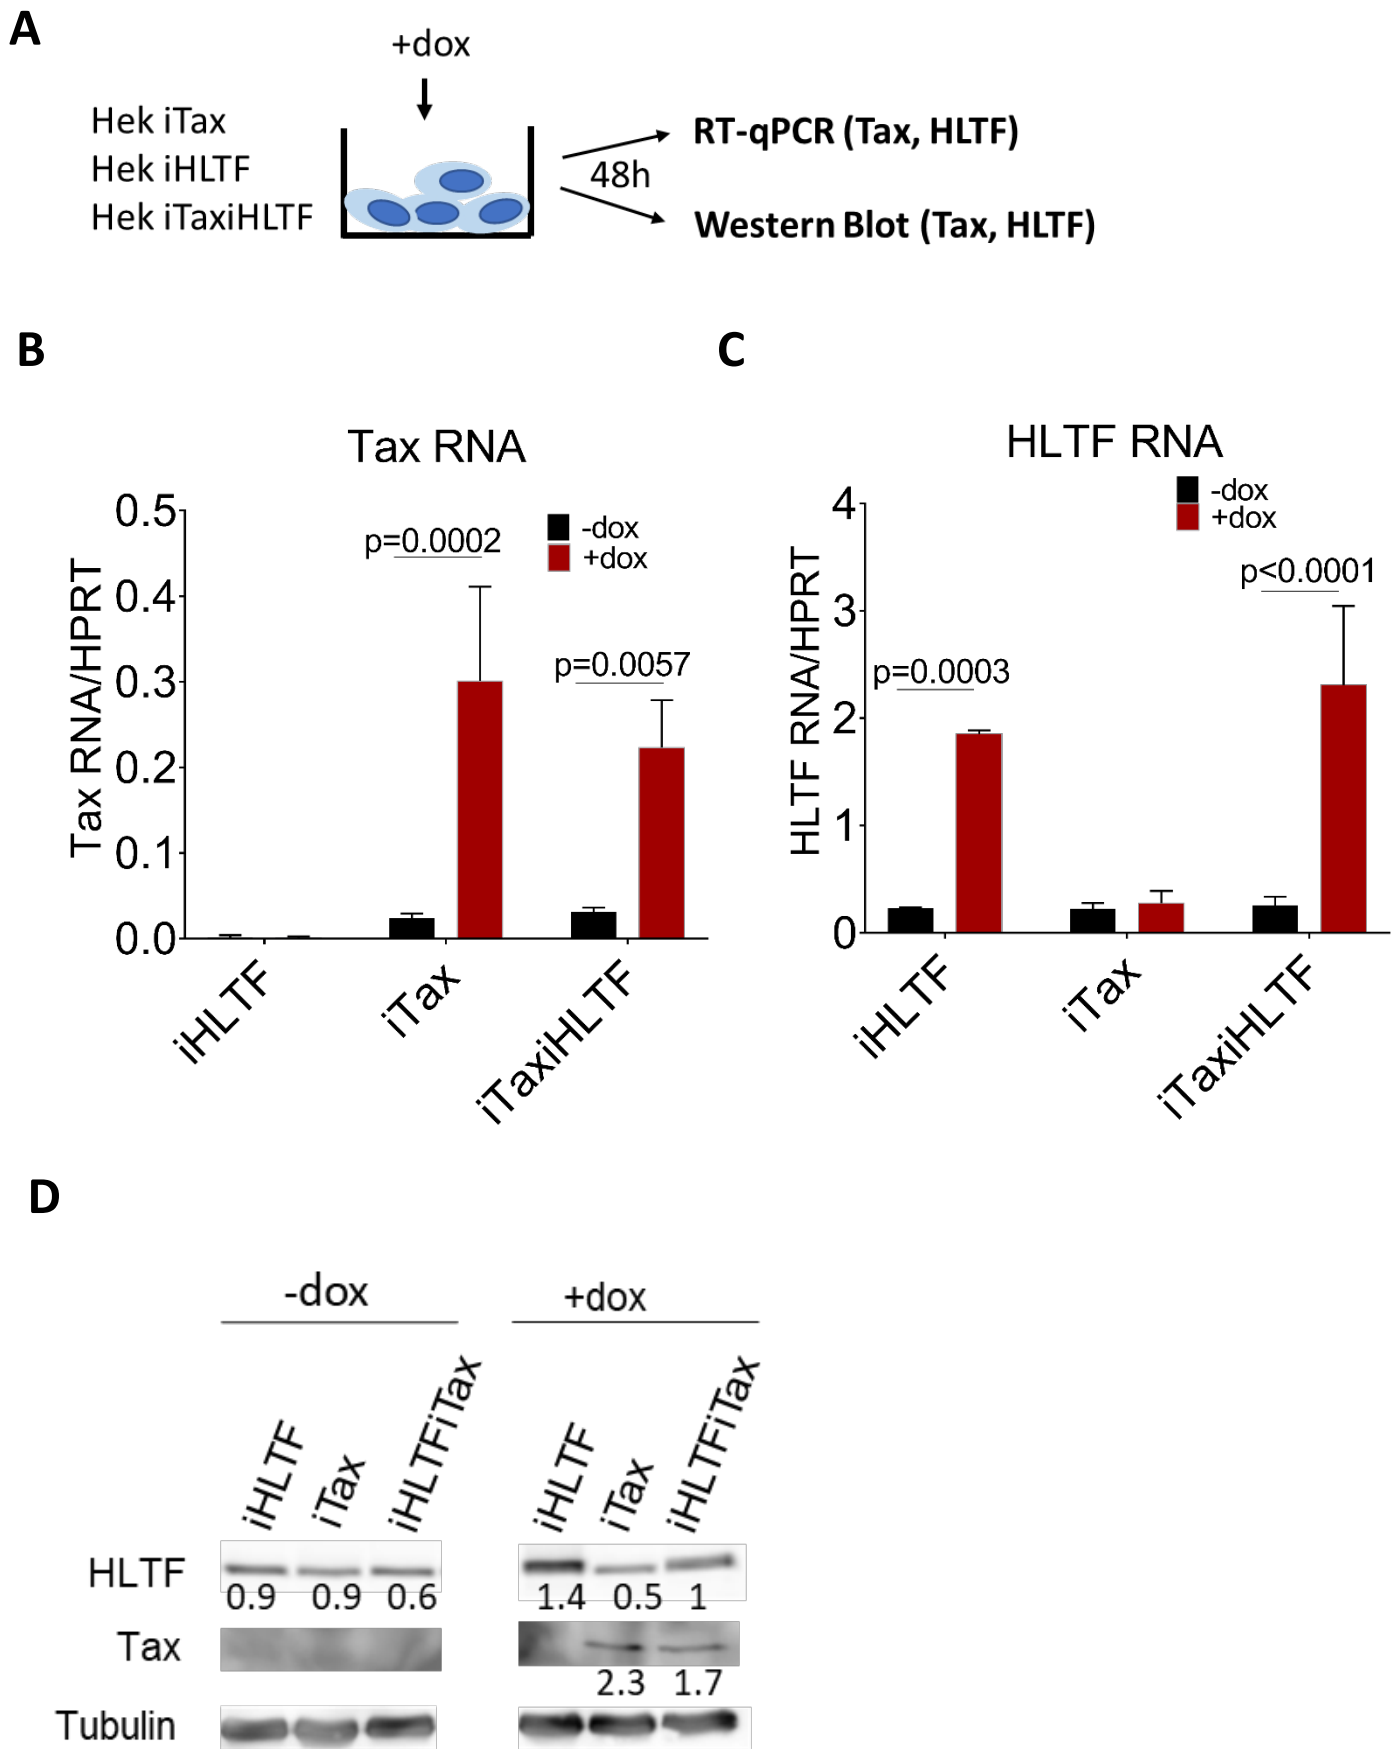 A
+dox
Hek iTax
Hek iHLTF
Hek iTaxiHLTF
48h
RT-qPCR (Tax, HLTF)
Western Blot (Tax, HLTF)
B
Tax RNA
-dox
+dox
p=0.0002
p=0.0057
Tax RNA/HPRT
0.5
0.4
0.3
0.2
0.1
0.0
iHLTF
iTax
iTaxiHLTF
C
HLTF RNA
-dox
+dox
p<0.0001
p=0.0003
HLTF RNA/HPRT
4
3
2
1
0
iHLTF
iTax
iTaxiHLTF
D
-dox
+dox
iHLTF
iTax
iHLTFiTax
iHLTF
iTax
iHLTFiTax
HLTF
0.9 0.9 0.6
1.4 0.5 1
Tax
2.3 1.7
Tubulin